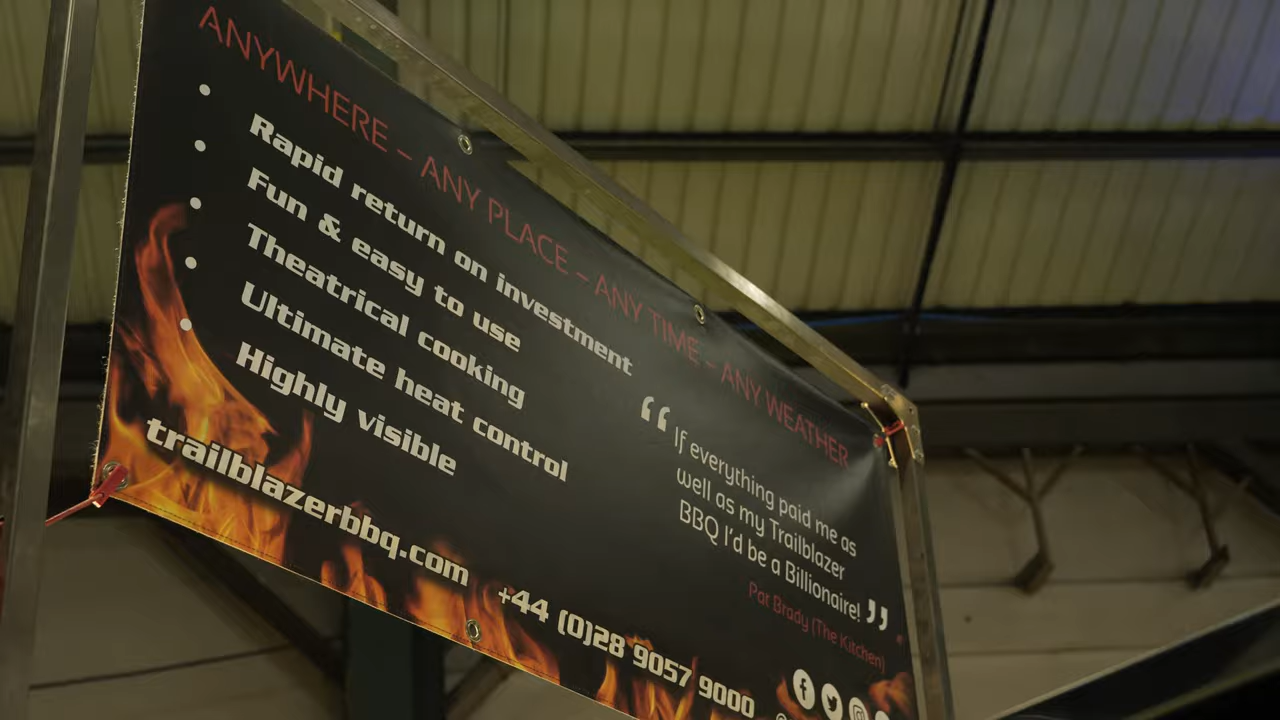 ANYWHERE – ANY PLACE – ANY TIME – ANY WEATHER
• Rapid return on investment
• Fun & easy to use
• Theatrical cooking
• Ultimate heat control
• Highly visible
“If everything paid me as
well as my Trailblazer
BBQ I'd be a Billionaire!”
Pat Brady (The Kitchen)
trailblazerbbq.com
+44 (0)28 9057 9000